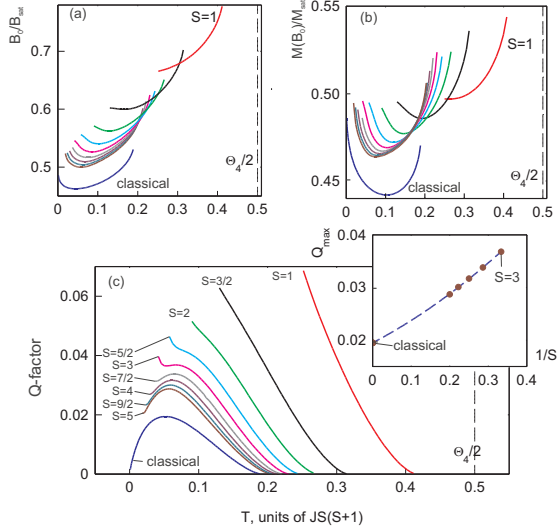 B₀/B_sat
(a)
S=1
0.7
0.6
0.5
Θ₄/2
classical
0 0.1 0.2 0.3 0.4 0.5
M(B₀)/M_sat
(b)
S=1
0.55
0.50
0.45
Θ₄/2
classical
0 0.1 0.2 0.3 0.4 0.5
Q_max
0.04
0.03
0.02
S=3
classical
1/S
0 0.1 0.2 0.3 0.4
(c)
Q-factor
0.06
0.04
0.02
0
S=1
S=3/2
S=2
S=5/2
S=3
S=7/2
S=4
S=9/2
S=5
classical
Θ₄/2
0 0.1 0.2 0.3 0.4 0.5
T, units of JS(S+1)